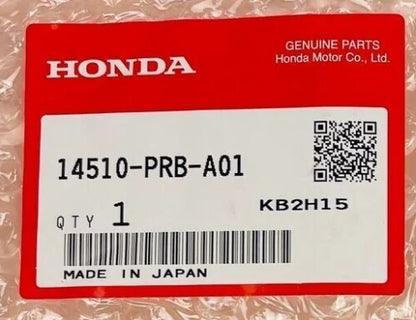 HONDA
GENUINE PARTS
Honda Motor Co., Ltd.
14510-PRB-A01
QTY 1
KB2H15
MADE IN JAPAN